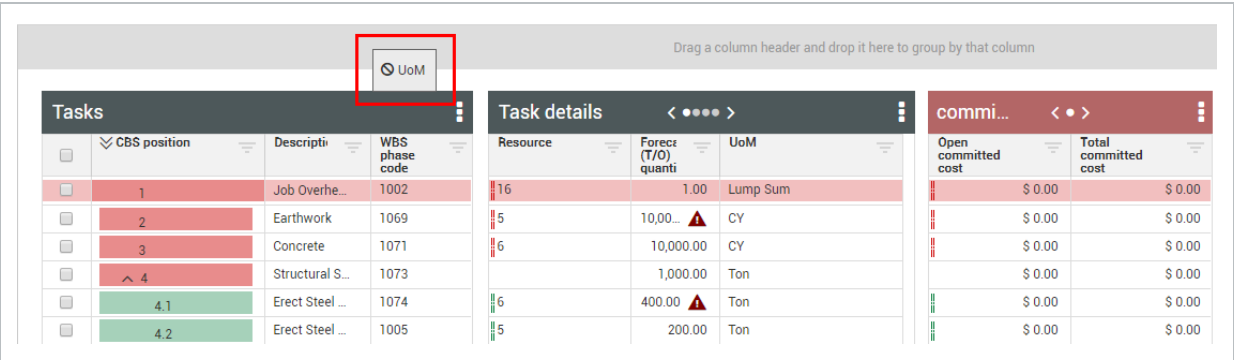 Drag a column header and drop it here to group by that column
UoM
Tasks Task details commi...
CBS position Descripti WBS phase code Resource Foreca (T/O) quanti UoM Open committed cost Total committed cost
1 Job Overhe... 1002 16 1.00 Lump Sum $ 0.00 $ 0.00
2 Earthwork 1069 5 10,00... CY $ 0.00 $ 0.00
3 Concrete 1071 6 10,000.00 CY $ 0.00 $ 0.00
4 Structural S... 1073 1,000.00 Ton $ 0.00 $ 0.00
4.1 Erect Steel ... 1074 6 400.00 Ton $ 0.00 $ 0.00
4.2 Erect Steel ... 1005 5 200.00 Ton $ 0.00 $ 0.00